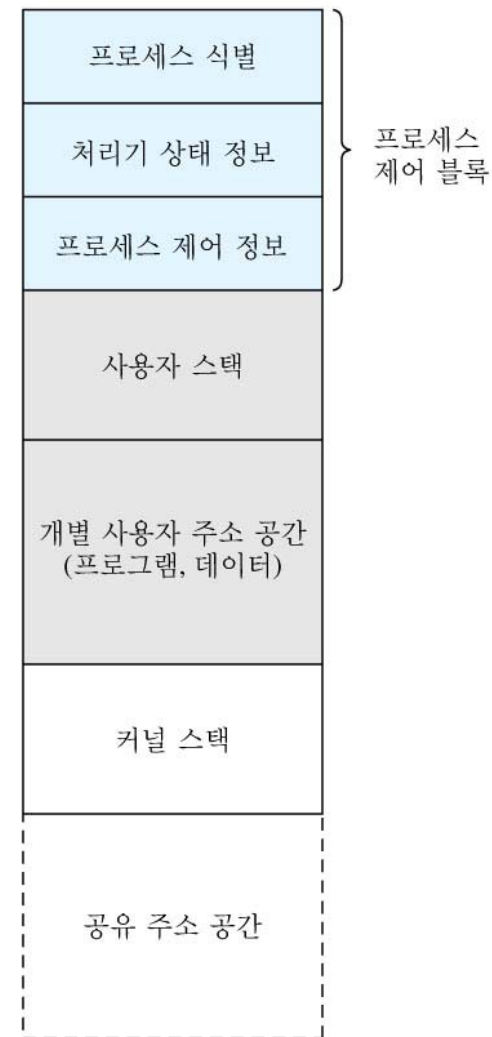 프로세스 식별
처리기 상태 정보
프로세스 제어 정보
프로세스
제어 블록
사용자 스택
개별 사용자 주소 공간
(프로그램, 데이터)
커널 스택
공유 주소 공간